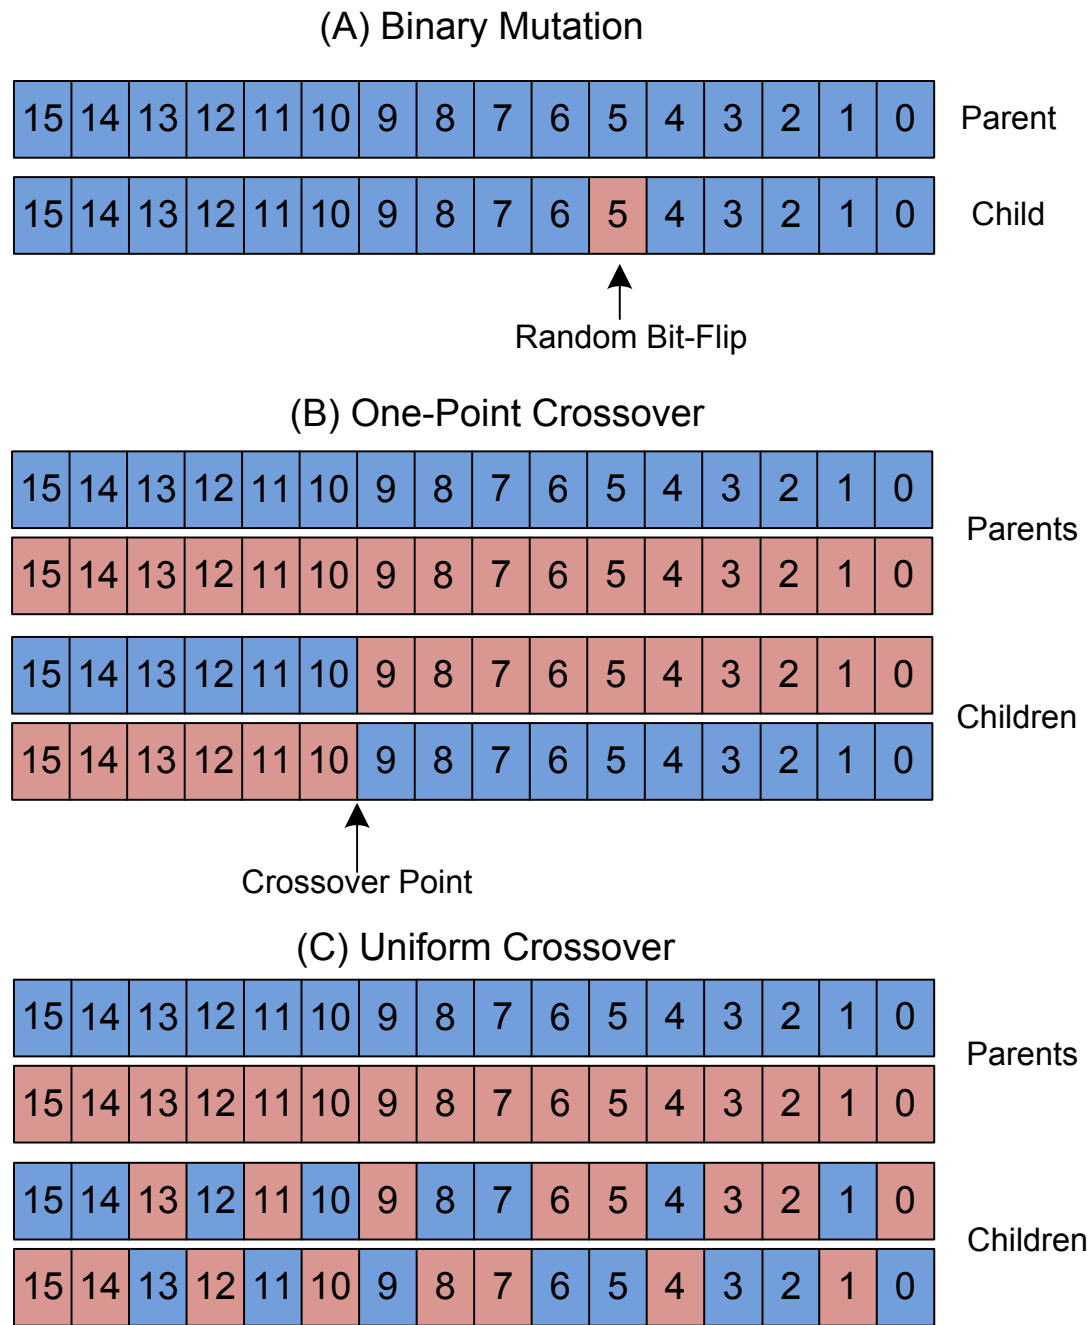 (A) Binary Mutation
15 14 13 12 11 10 9 8 7 6 5 4 3 2 1 0 Parent
15 14 13 12 11 10 9 8 7 6 5 4 3 2 1 0 Child
Random Bit-Flip
(B) One-Point Crossover
15 14 13 12 11 10 9 8 7 6 5 4 3 2 1 0
Parents
15 14 13 12 11 10 9 8 7 6 5 4 3 2 1 0
15 14 13 12 11 10 9 8 7 6 5 4 3 2 1 0
Children
15 14 13 12 11 10 9 8 7 6 5 4 3 2 1 0
Crossover Point
(C) Uniform Crossover
15 14 13 12 11 10 9 8 7 6 5 4 3 2 1 0
Parents
15 14 13 12 11 10 9 8 7 6 5 4 3 2 1 0
15 14 13 12 11 10 9 8 7 6 5 4 3 2 1 0
Children
15 14 13 12 11 10 9 8 7 6 5 4 3 2 1 0